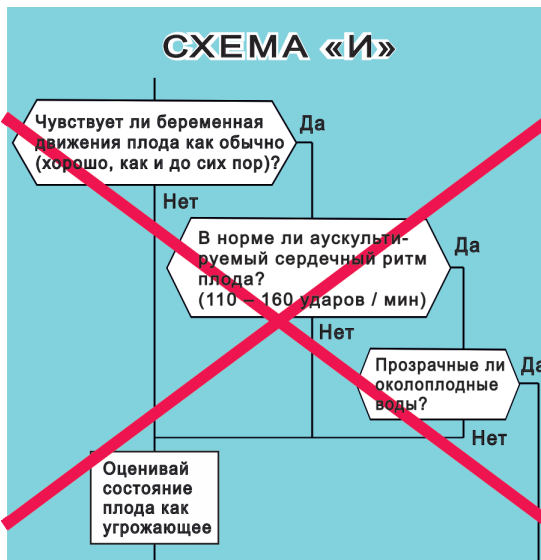 СХЕМА «И»
Чувствует ли беременная
движения плода как обычно
(хорошо, как и до сих пор)?
Да
Нет
В норме ли аускульти-
руемый сердечный ритм
плода?
(110 – 160 ударов / мин)
Да
Нет
Прозрачные ли
околоплодные
воды?
Да
Нет
Оценивай
состояние
плода как
угрожающее